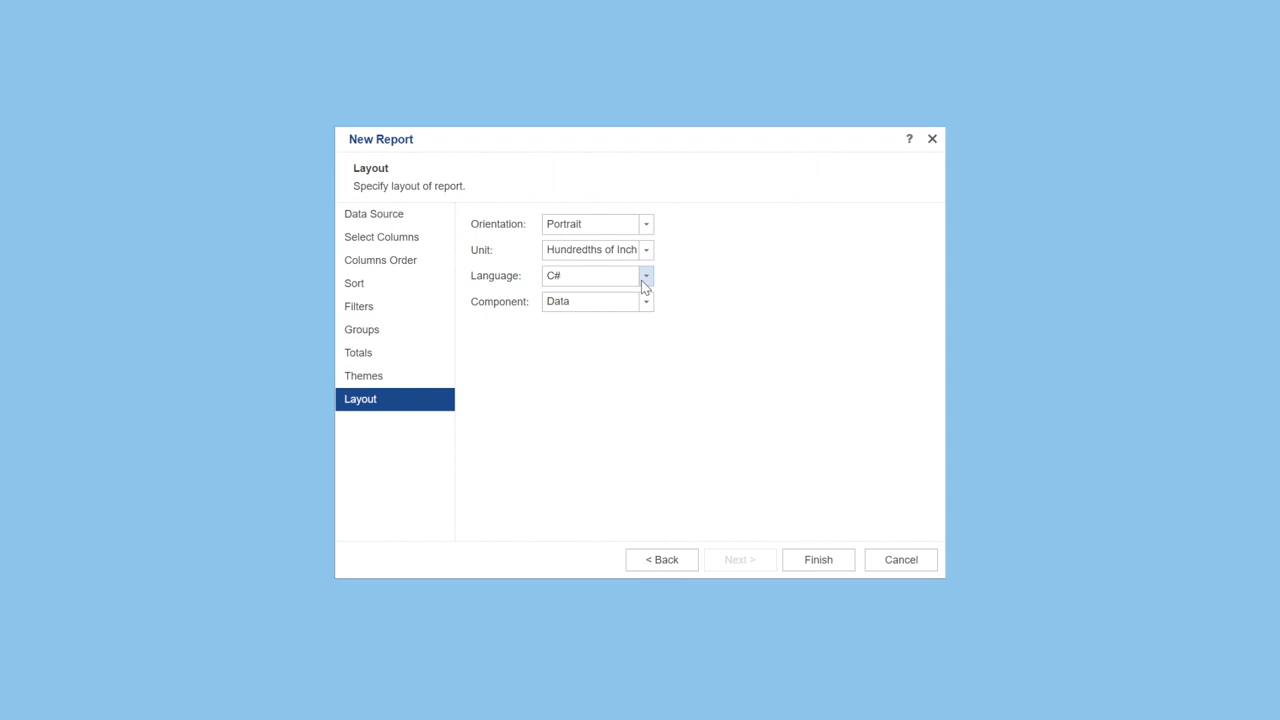 New Report
?
Layout
Specify layout of report.
Data Source
Select Columns
Columns Order
Sort
Filters
Groups
Totals
Themes
Layout
Orientation: Portrait
Unit: Hundredths of Inch
Language: C#
Component: Data
< Back Next > Finish Cancel